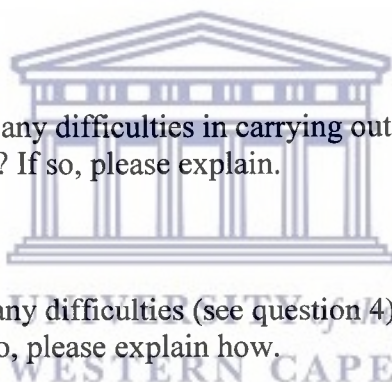 any difficulties in carrying out
? If so, please explain.
any difficulties (see question 4)
UNIVERSITY of the
o, please explain how.
WESTERN CAPE